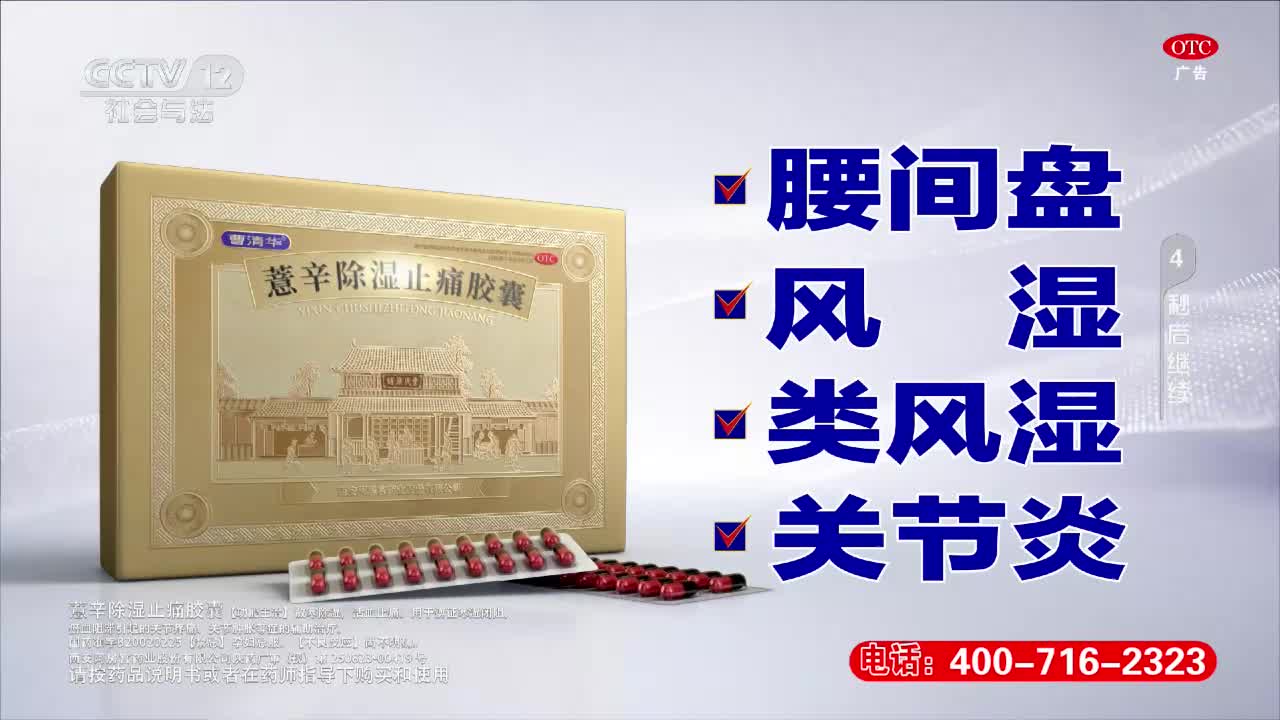 CCTV 12
社会与法
OTC
广告
曹清华
OTC
薏辛除湿止痛胶囊
YIXIN CHUSHIZHITONG JIAONANG
腰间盘
风湿
类风湿
关节炎
4
秒后继续
薏辛除湿止痛胶囊
请按药品说明书或者在药师指导下购买和使用
电话：400-716-2323